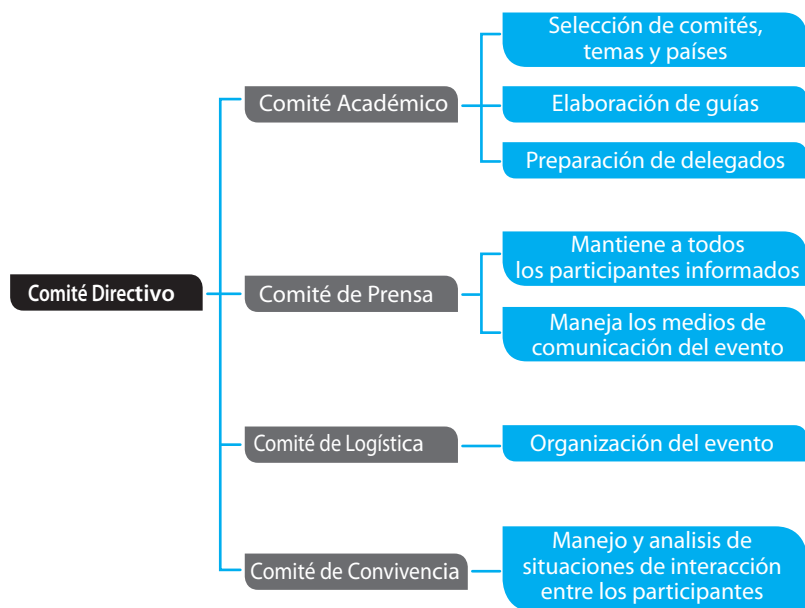 Comité Directivo
Comité Académico
Selección de comités,
temas y países
Elaboración de guías
Preparación de delegados
Comité de Prensa
Mantiene a todos
los participantes informados
Maneja los medios de
comunicación del evento
Comité de Logística
Organización del evento
Comité de Convivencia
Manejo y analisis de
situaciones de interacción
entre los participantes